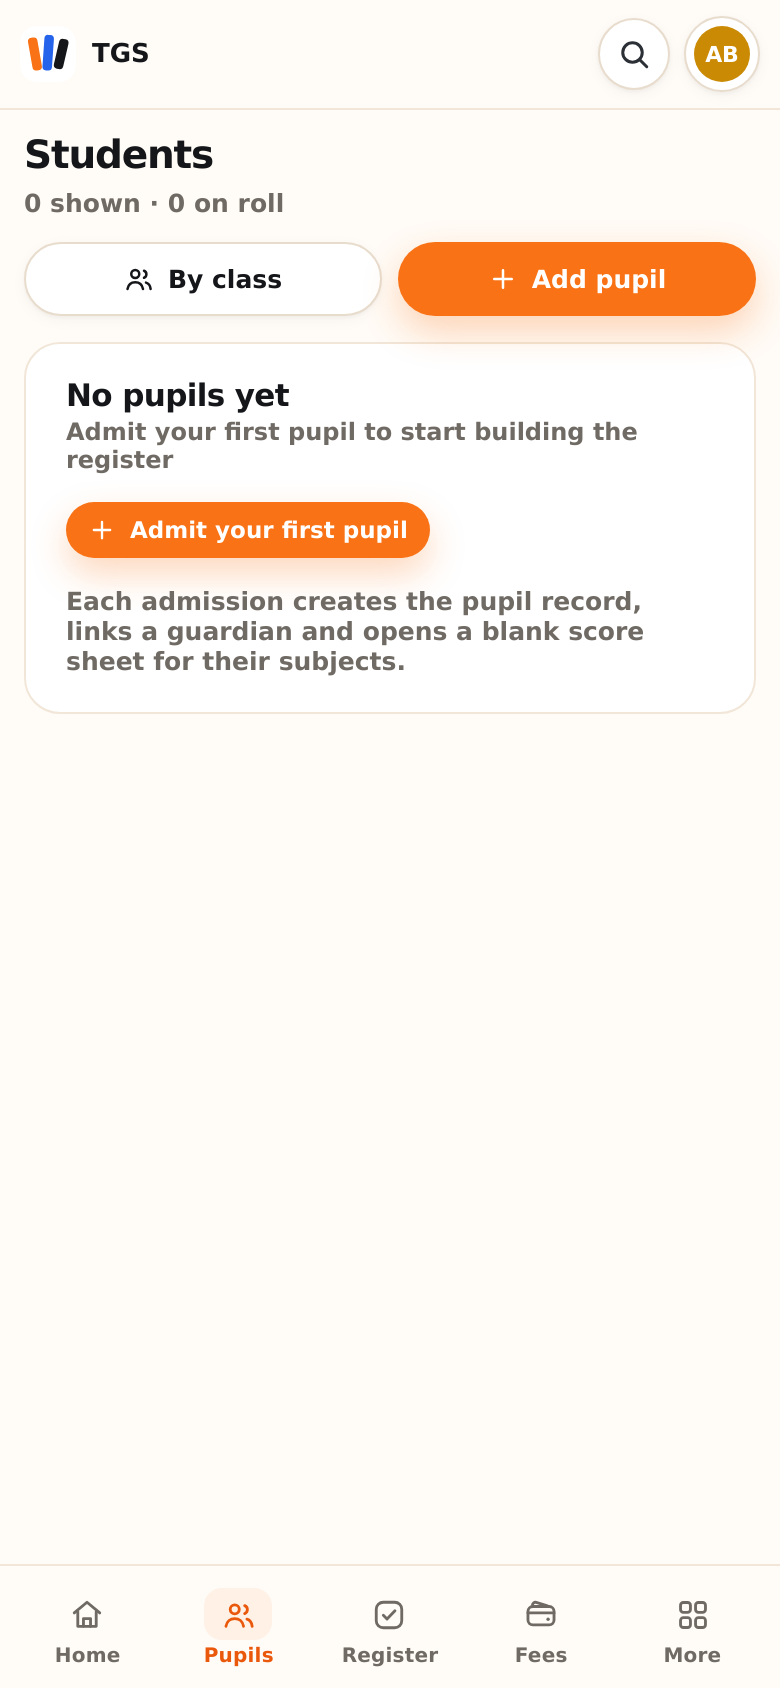 TGS
AB
Students
0 shown · 0 on roll
By class
Add pupil
No pupils yet
Admit your first pupil to start building the
register
Admit your first pupil
Each admission creates the pupil record,
links a guardian and opens a blank score
sheet for their subjects.
Home
Pupils
Register
Fees
More